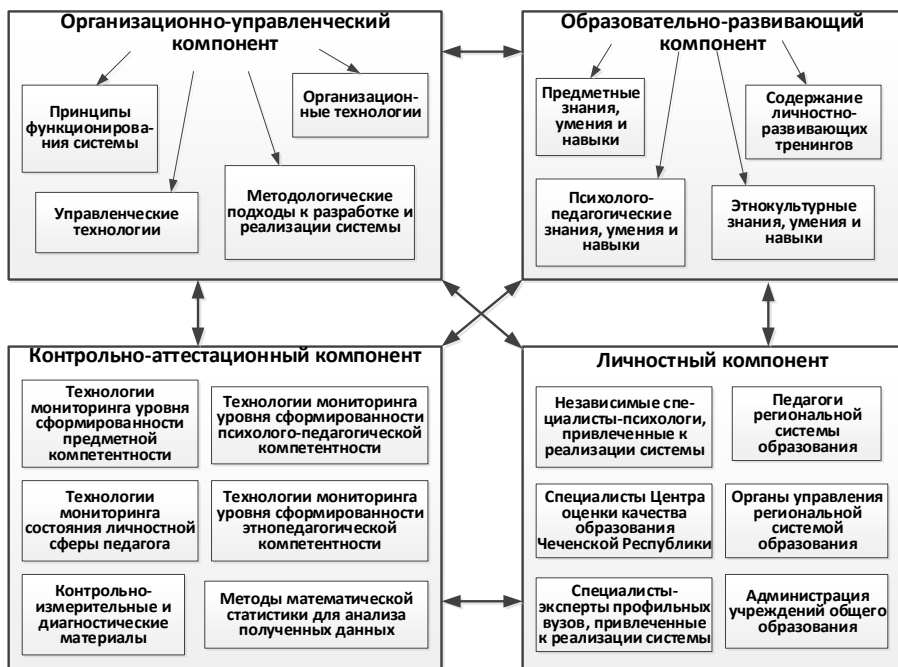 Организационно-управленческий
компонент
Принципы
функционирова-
ния системы
Организацион-
ные технологии
Управленческие
технологии
Методологические
подходы к разработке и
реализации системы
Образовательно-развивающий
компонент
Предметные
знания,
умения и
навыки
Содержание
личностно-
развивающих
тренингов
Психолого-
педагогические
знания, умения и
навыки
Этнокультурные
знания, умения и
навыки
Контрольно-аттестационный компонент
Технологии
мониторинга уровня
сформированности
предметной
компетентности
Технологии мониторинга
уровня сформированности
психолого-педагогической
компетентности
Технологии
мониторинга
состояния личностной
сферы педагога
Технологии мониторинга
уровня сформированности
этнопедагогической
компетентности
Контрольно-
измерительные и
диагностические
материалы
Методы математической
статистики для анализа
полученных данных
Личностный компонент
Независимые спе-
циалисты-психологи,
привлеченные к
реализации системы
Педагоги
региональной
системы
образования
Специалисты Центра
оценки качества
образования
Чеченской Республики
Органы управления
региональной
системой
образования
Специалисты-
эксперты профильных
вузов, привлеченные
к реализации системы
Администрация
учреждений общего
образования